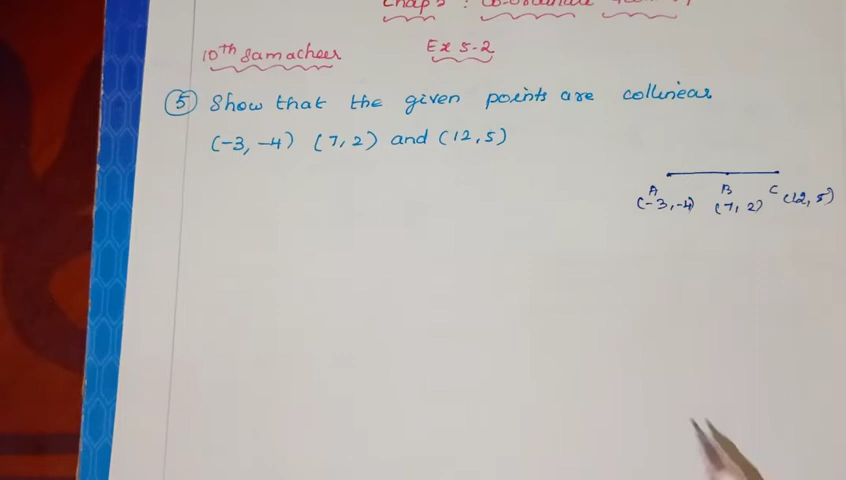 10th Samacheer Ex 5.2
⑤ Show that the given points are collinear
(-3, -4) (7, 2) and (12, 5)
A B C
(-3, -4) (7, 2) (12, 5)